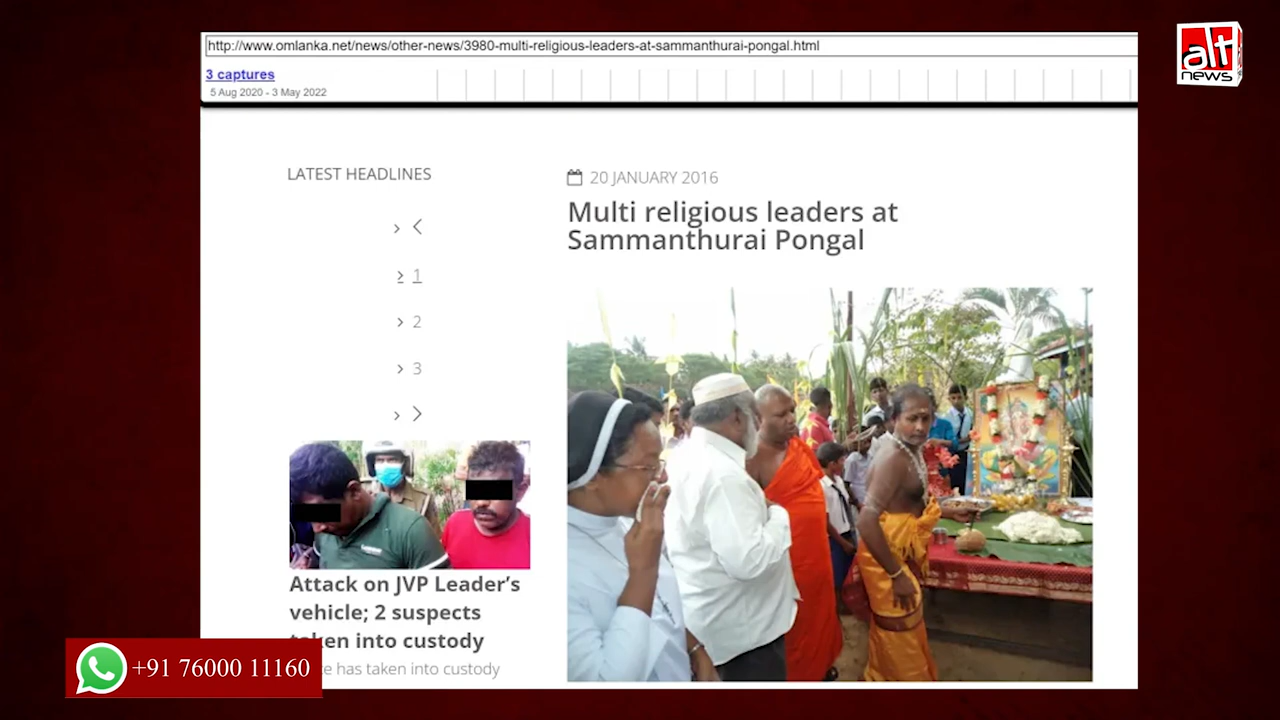 http://www.omlanka.net/news/other-news/3980-multi-religious-leaders-at-sammanthurai-pongal.html
3 captures
5 Aug 2020 - 3 May 2022
alt
news
LATEST HEADLINES
1
2
3
Attack on JVP Leader's
vehicle; 2 suspects
taken into custody
has taken into custody
20 JANUARY 2016
Multi religious leaders at
Sammanthurai Pongal
+91 76000 11160